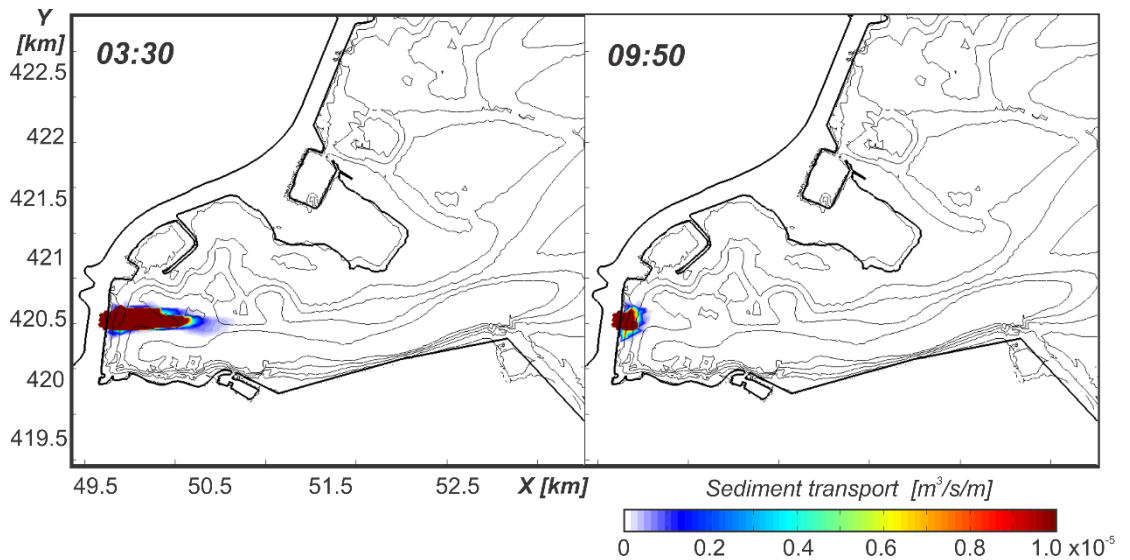 Y
[km]
03:30
09:50
422.5
422
421.5
421
420.5
420
419.5
49.5 50.5 51.5 52.5 X [km]
Sediment transport [m³/s/m]
0 0.2 0.4 0.6 0.8 1.0 x10⁻⁵